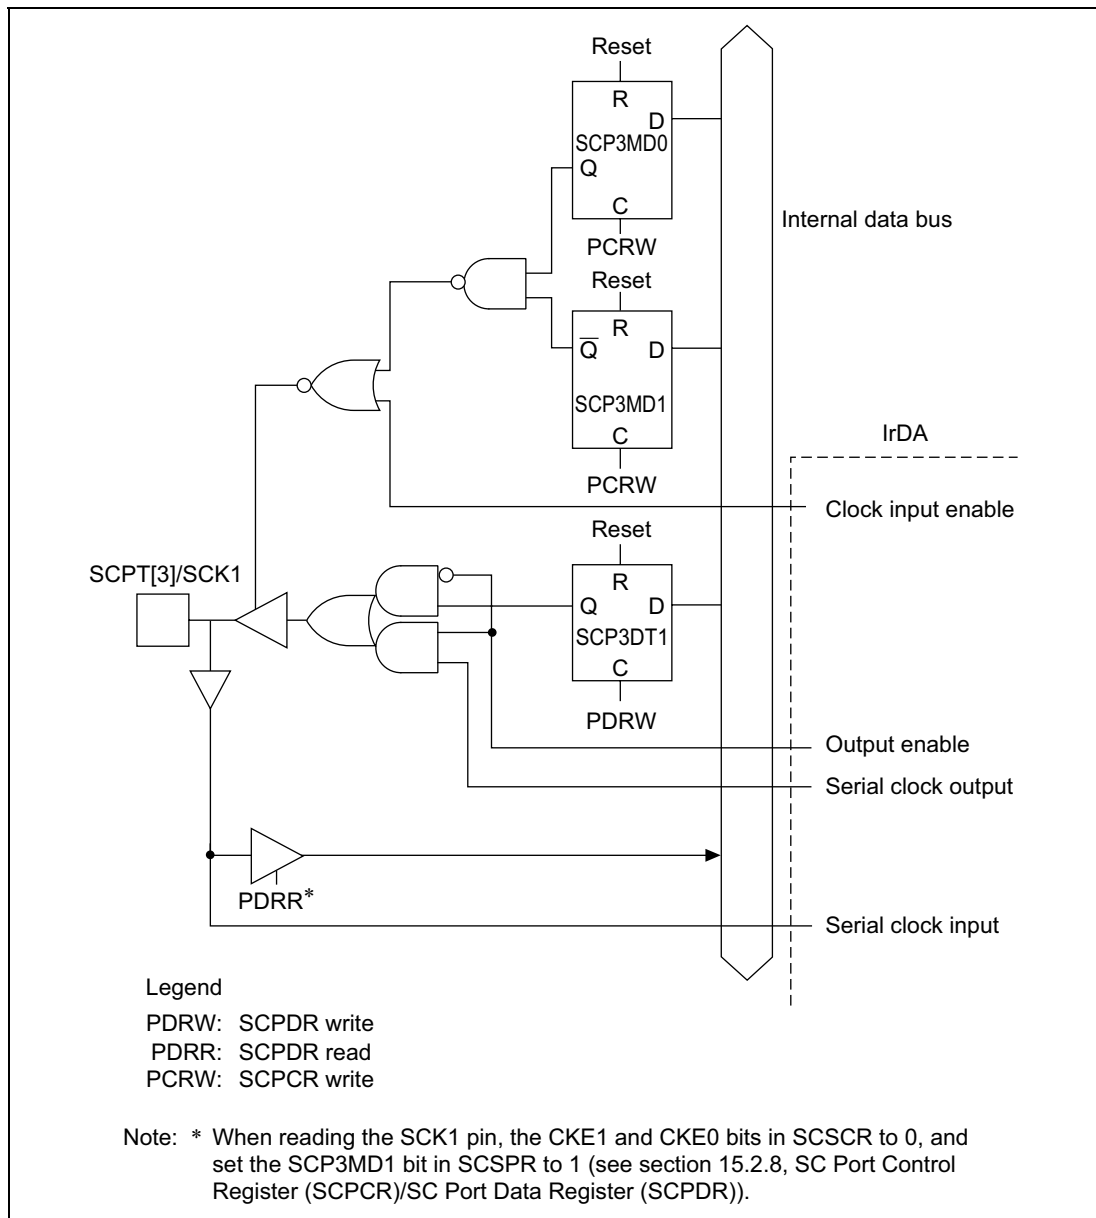 Reset
R
D
SCP3MD0
Q
C
PCRW
Internal data bus
Reset
R
Q̅ D
SCP3MD1
C
PCRW
IrDA
Clock input enable
Reset
SCPT[3]/SCK1
R
Q D
SCP3DT1
C
PDRW
Output enable
Serial clock output
PDRR*
Serial clock input
Legend
PDRW: SCPDR write
PDRR: SCPDR read
PCRW: SCPCR write
Note: * When reading the SCK1 pin, the CKE1 and CKE0 bits in SCSCR to 0, and
set the SCP3MD1 bit in SCSPR to 1 (see section 15.2.8, SC Port Control
Register (SCPCR)/SC Port Data Register (SCPDR)).